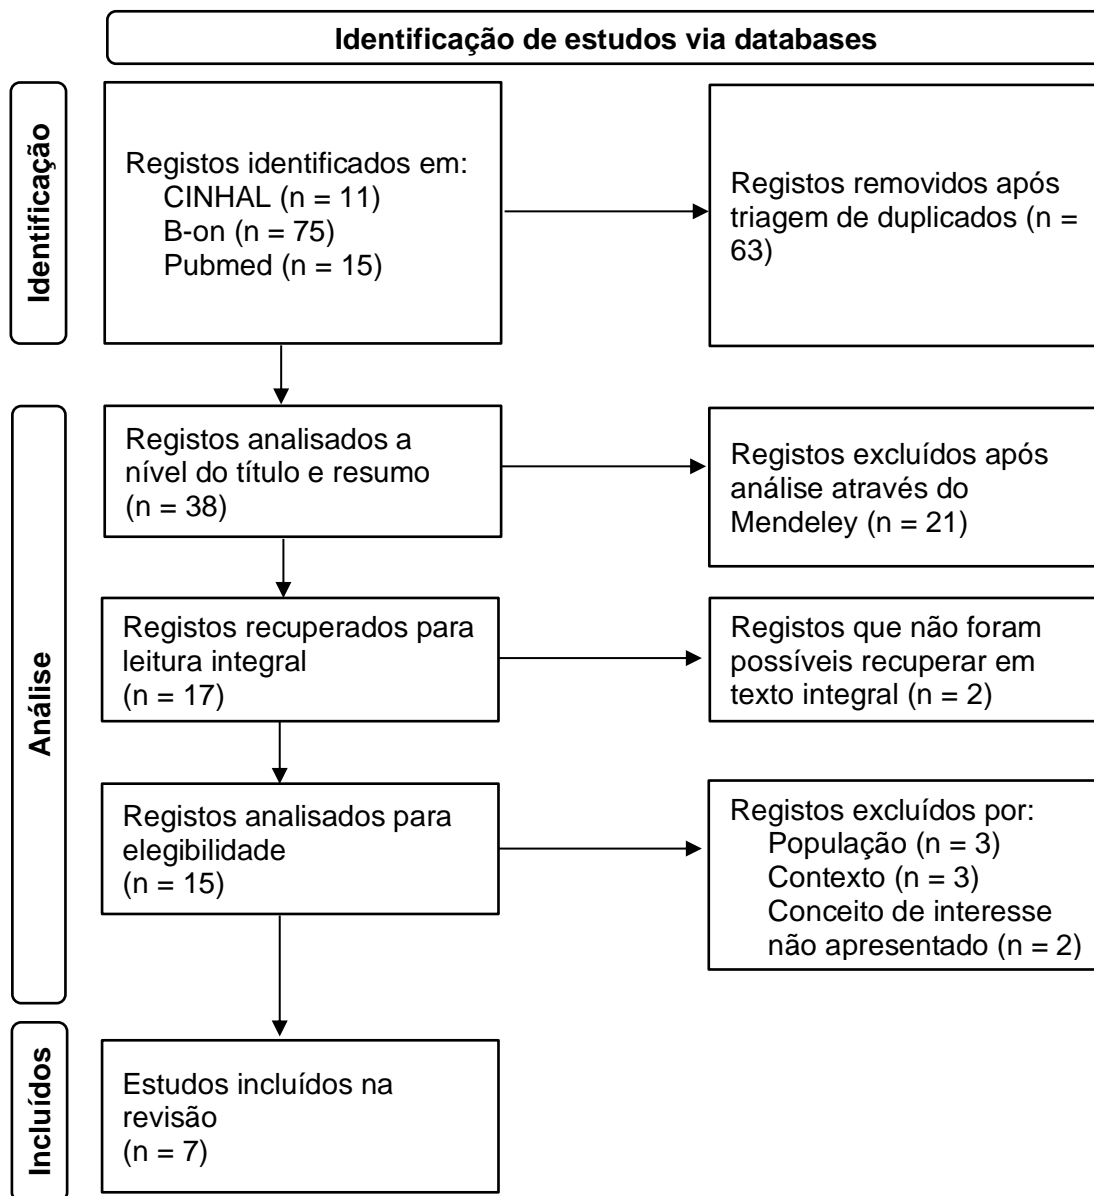 Identificação de estudos via databases
Identificação
Registos identificados em:
CINHAL (n = 11)
B-on (n = 75)
Pubmed (n = 15)
Registos removidos após
triagem de duplicados (n =
63)
Análise
Registos analisados a
nível do título e resumo
(n = 38)
Registos excluídos após
análise através do
Mendeley (n = 21)
Registos recuperados para
leitura integral
(n = 17)
Registos que não foram
possíveis recuperar em
texto integral (n = 2)
Registos analisados para
elegibilidade
(n = 15)
Registos excluídos por:
População (n = 3)
Contexto (n = 3)
Conceito de interesse
não apresentado (n = 2)
Incluídos
Estudos incluídos na
revisão
(n = 7)